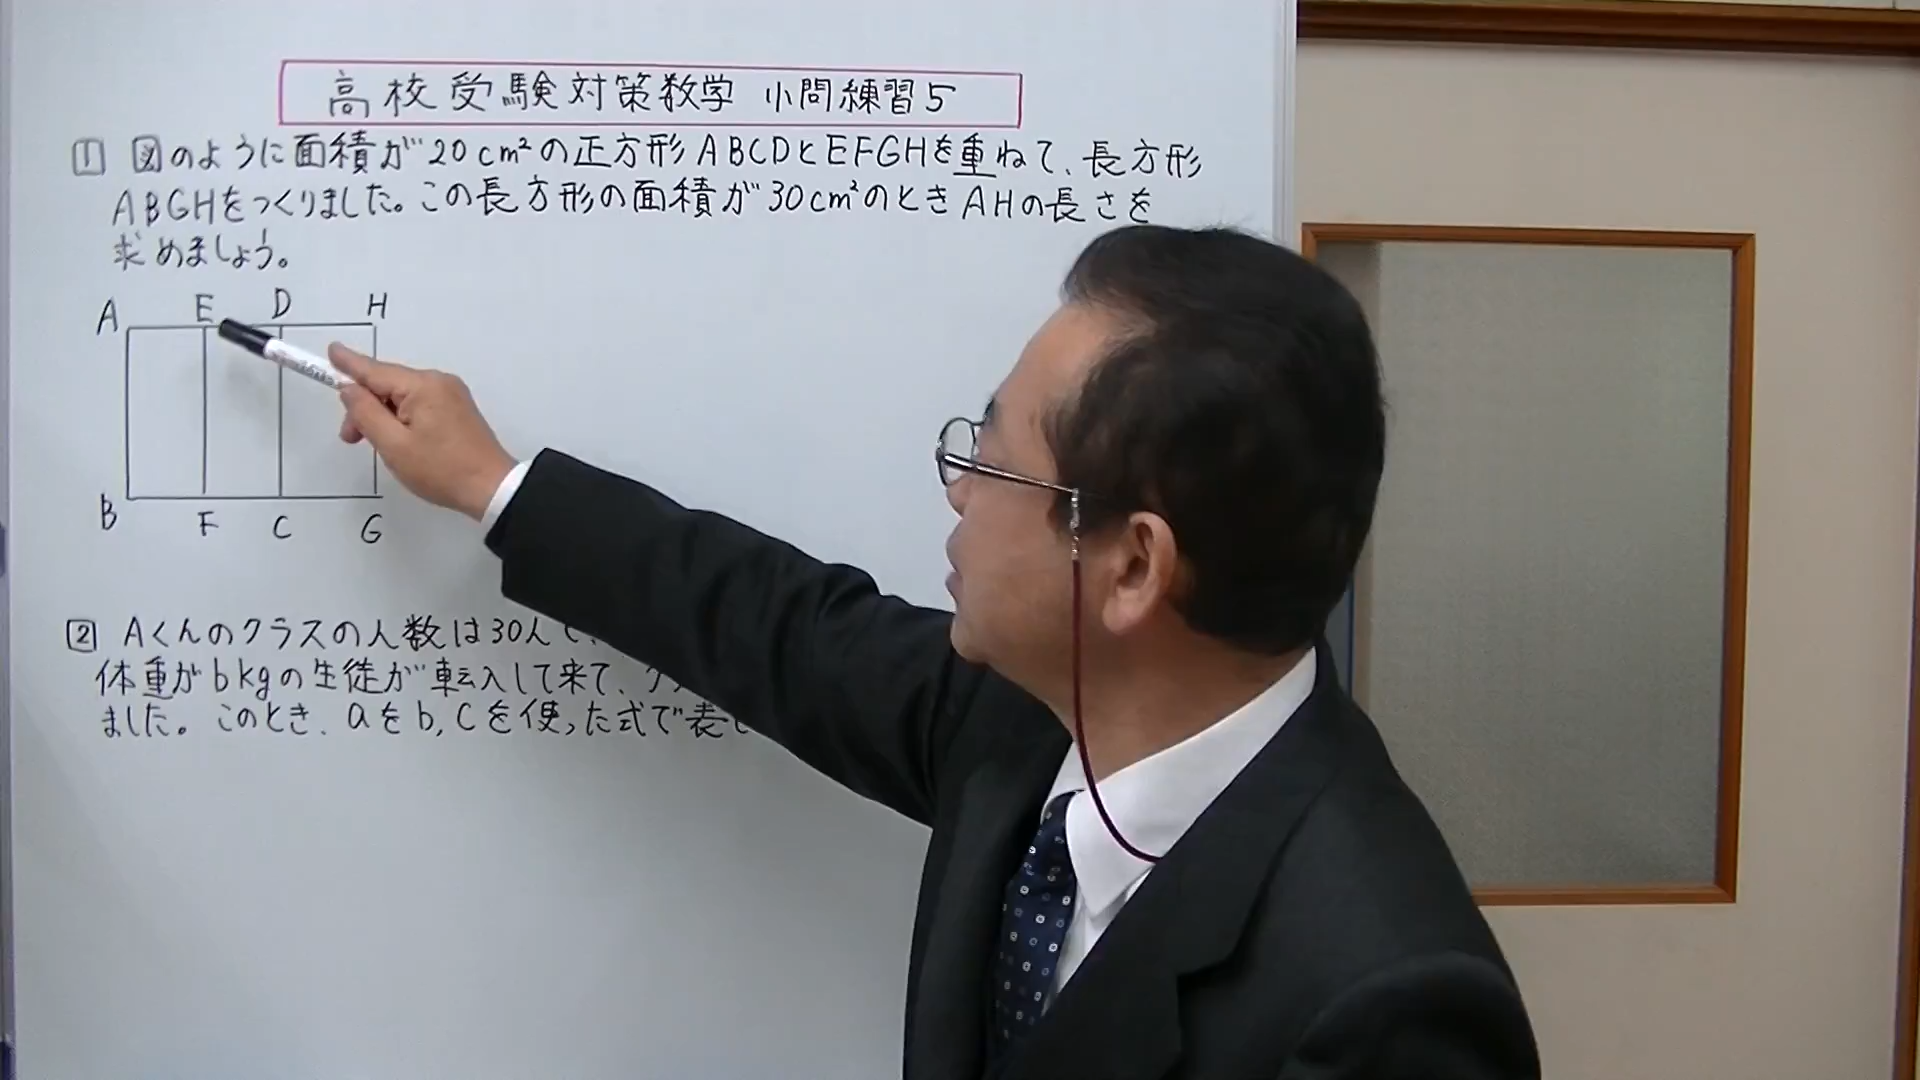 高校受験対策数学 小問練習5
1 図のように面積が20cm²の正方形ABCDとEFGHを重ねて、長方形
ABGHをつくりました。この長方形の面積が30cm²のときAHの長さを
求めましょう。
A E D H
B F C G
2 Aくんのクラスの人数は30人で、
体重がbkgの生徒が転入して来て、
ました。このとき、aをb,Cを使った式で表